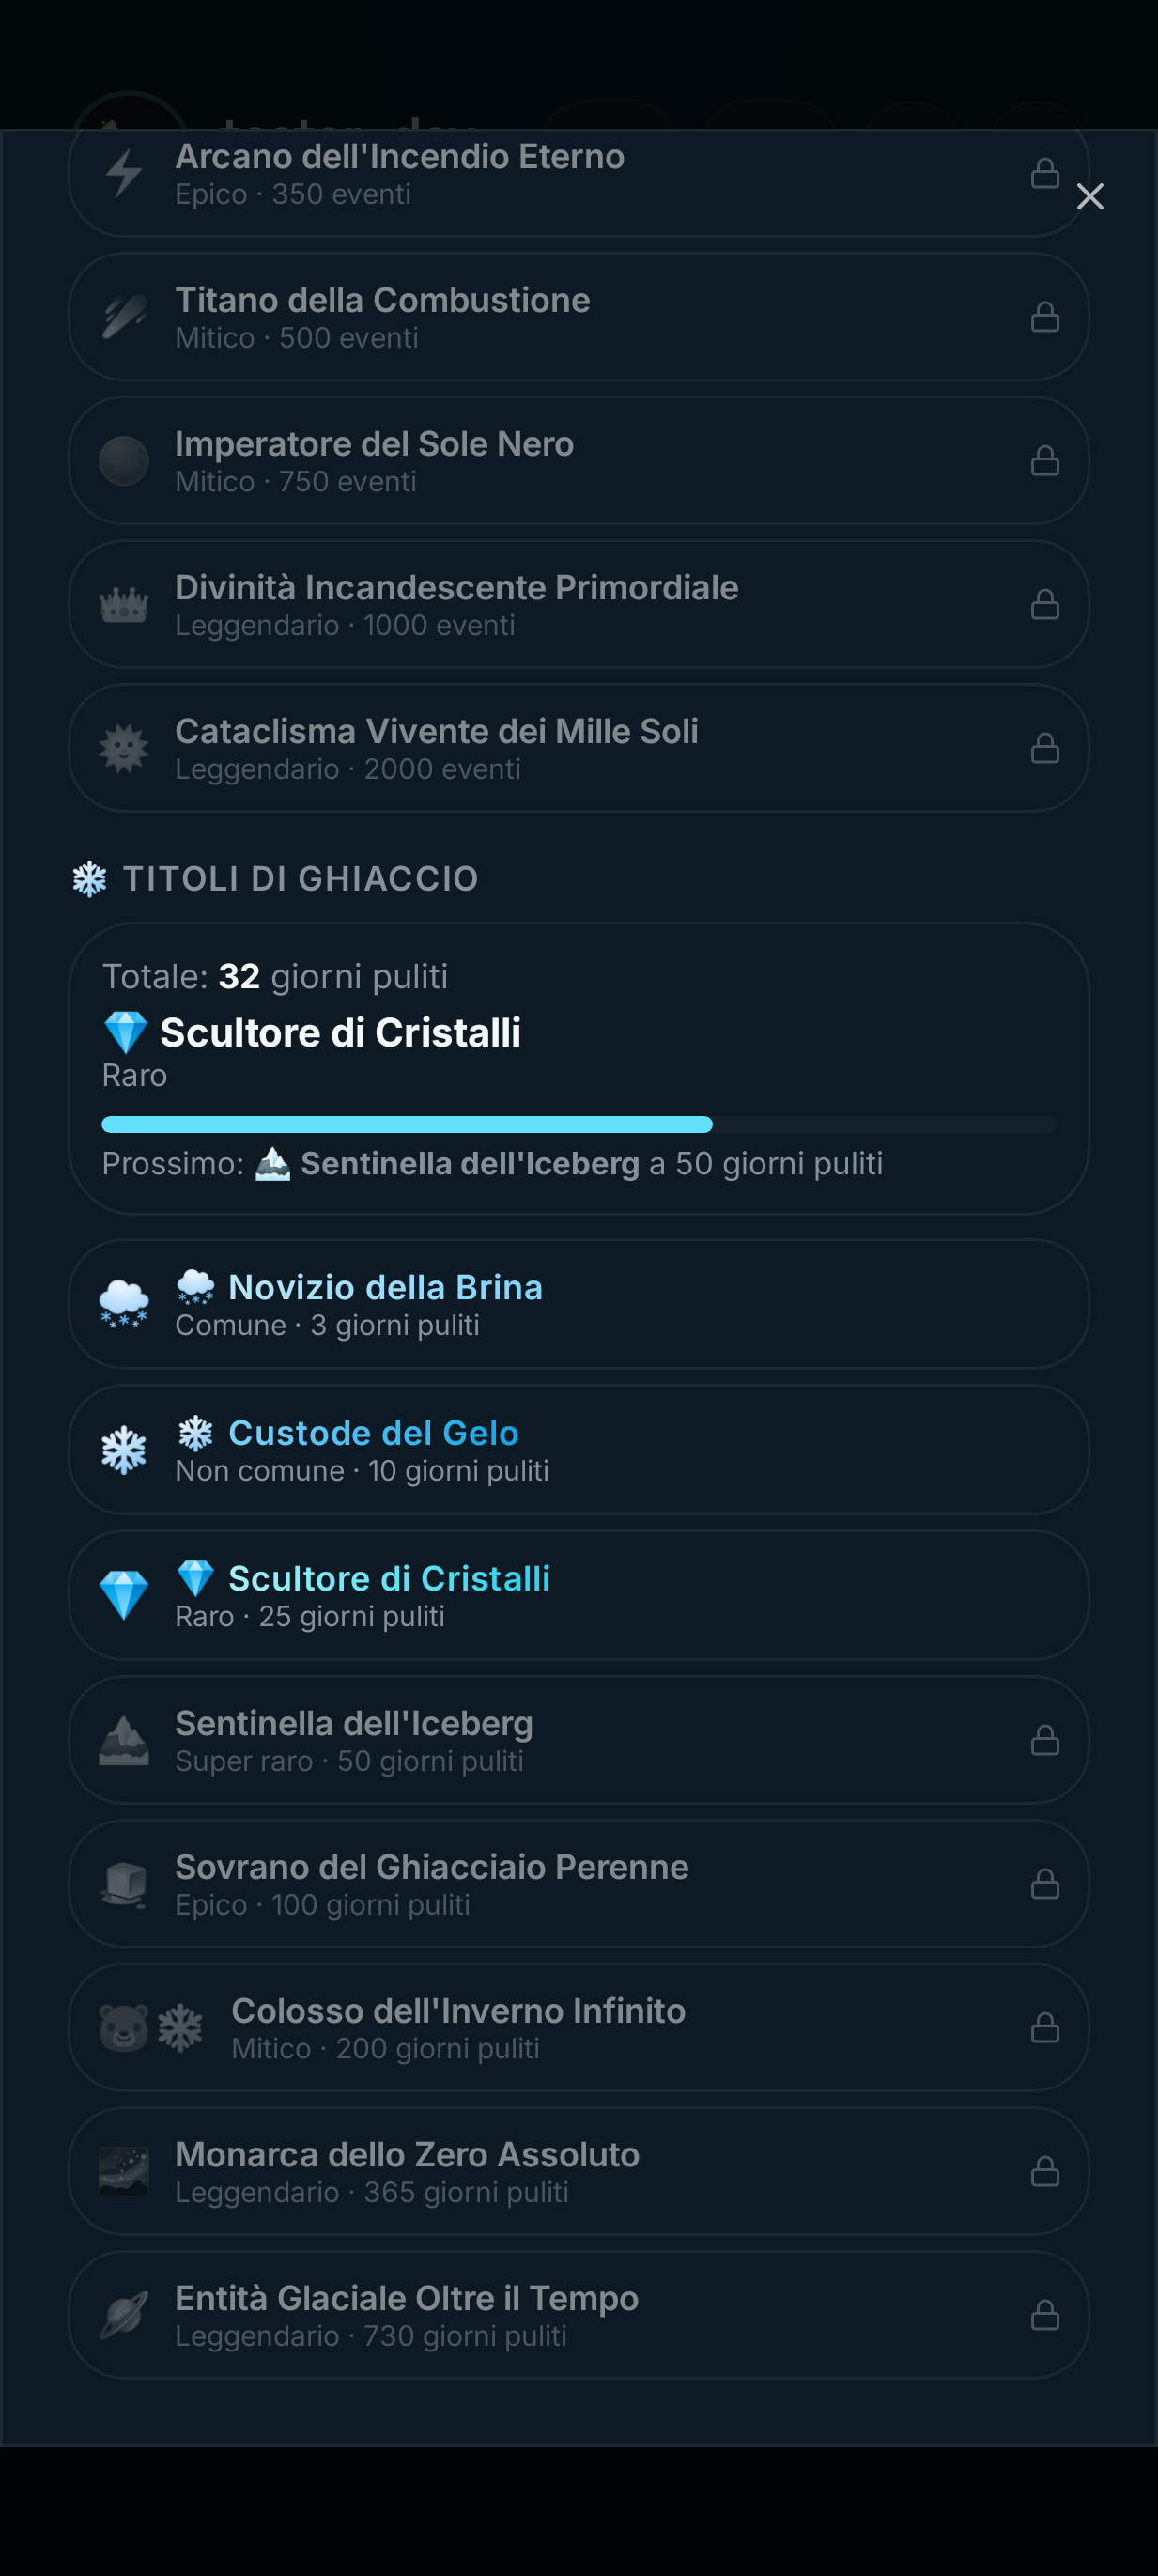 Arcano dell'Incendio Eterno
Epico · 350 eventi
Titano della Combustione
Mitico · 500 eventi
Imperatore del Sole Nero
Mitico · 750 eventi
Divinità Incandescente Primordiale
Leggendario · 1000 eventi
Cataclisma Vivente dei Mille Soli
Leggendario · 2000 eventi
TITOLI DI GHIACCIO
Totale: 32 giorni puliti
Scultore di Cristalli
Raro
Prossimo: Sentinella dell'Iceberg a 50 giorni puliti
Novizio della Brina
Comune · 3 giorni puliti
Custode del Gelo
Non comune · 10 giorni puliti
Scultore di Cristalli
Raro · 25 giorni puliti
Sentinella dell'Iceberg
Super raro · 50 giorni puliti
Sovrano del Ghiacciaio Perenne
Epico · 100 giorni puliti
Colosso dell'Inverno Infinito
Mitico · 200 giorni puliti
Monarca dello Zero Assoluto
Leggendario · 365 giorni puliti
Entità Glaciale Oltre il Tempo
Leggendario · 730 giorni puliti